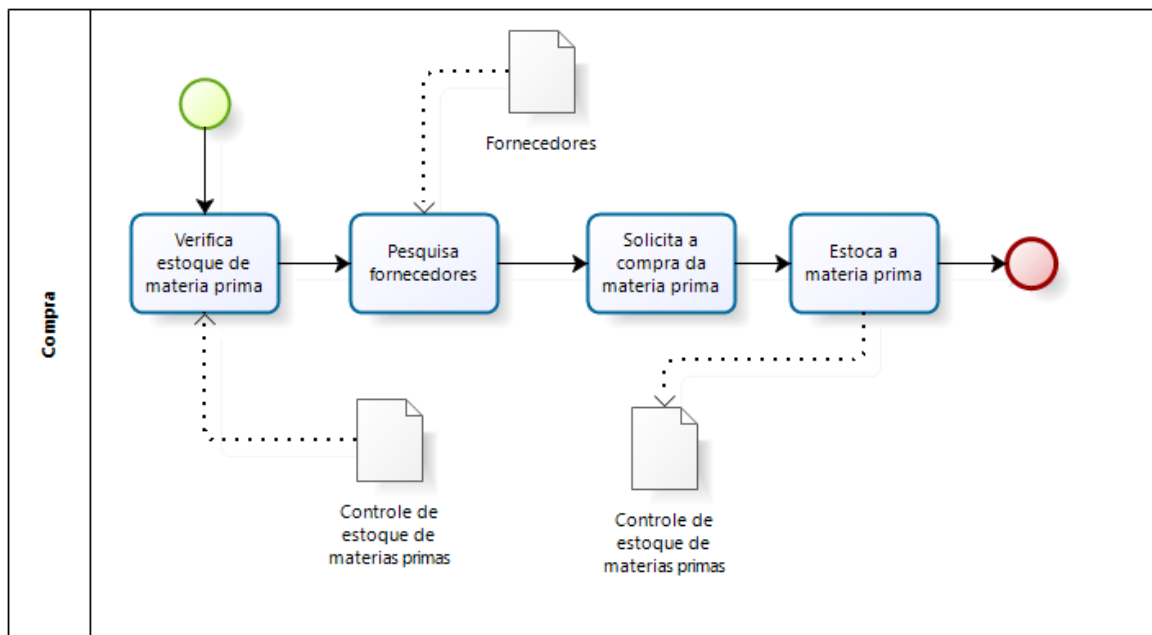 Compra
Fornecedores
Verifica
estoque de
materia prima
Pesquisa
fornecedores
Solicita a
compra da
materia prima
Estoca a
materia prima
Controle de
estoque de
materias primas
Controle de
estoque de
materias primas